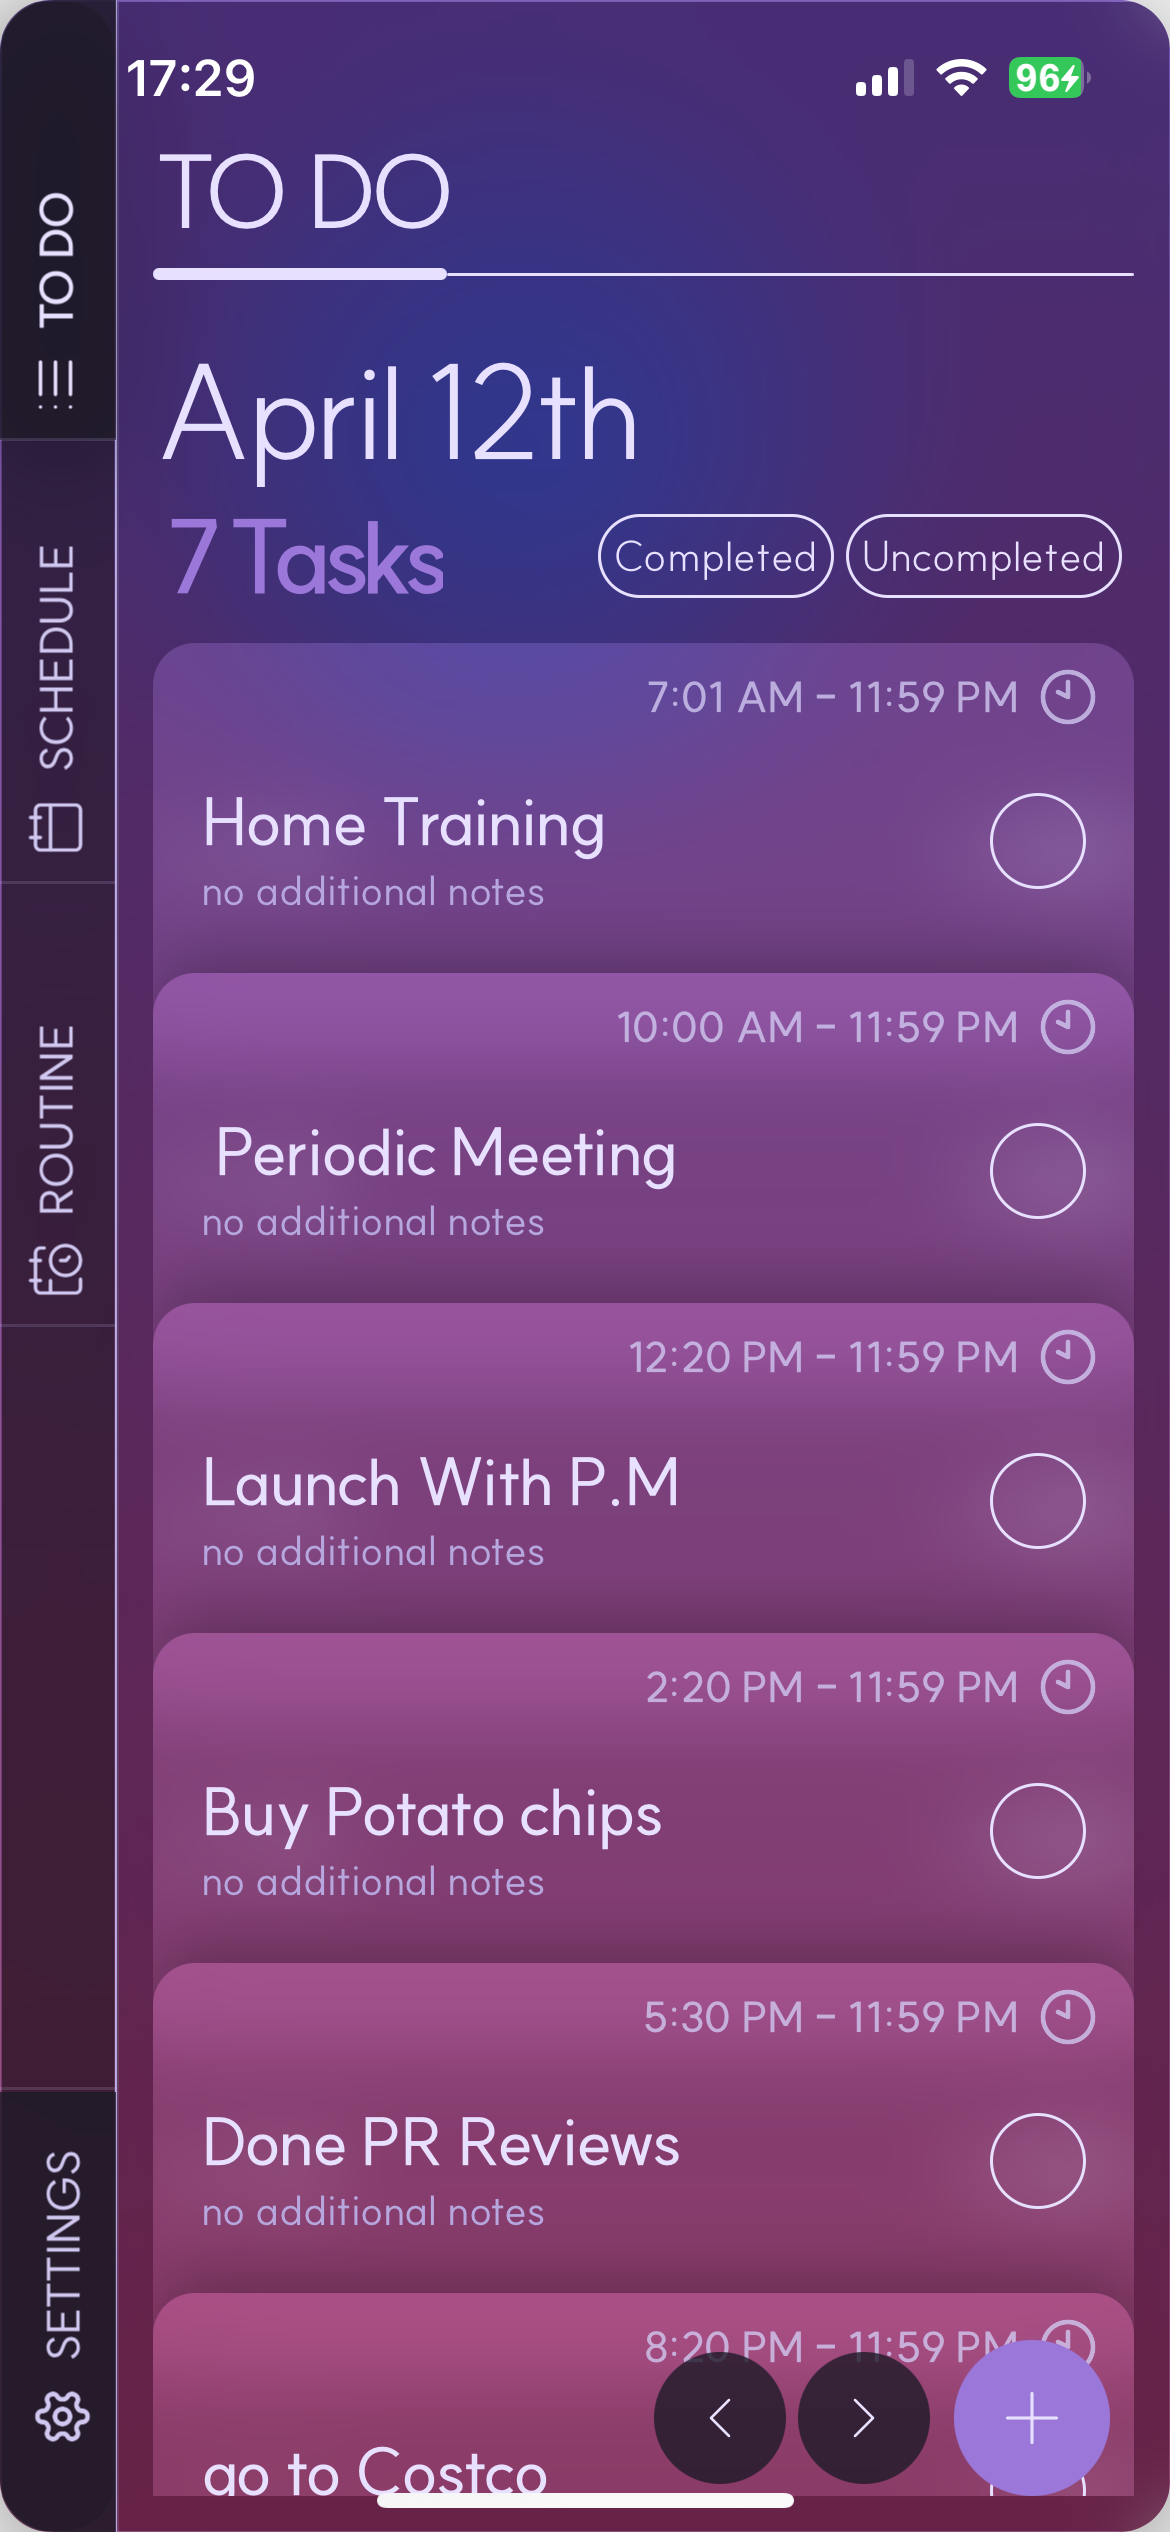 17:29
96
TO DO
TO DO
SCHEDULE
ROUTINE
SETTINGS
April 12th
7 Tasks
Completed
Uncompleted
7:01 AM - 11:59 PM
Home Training
no additional notes
10:00 AM - 11:59 PM
Periodic Meeting
no additional notes
12:20 PM - 11:59 PM
Launch With P.M
no additional notes
2:20 PM - 11:59 PM
Buy Potato chips
no additional notes
5:30 PM - 11:59 PM
Done PR Reviews
no additional notes
8:20 PM - 11:59 PM
go to Costco